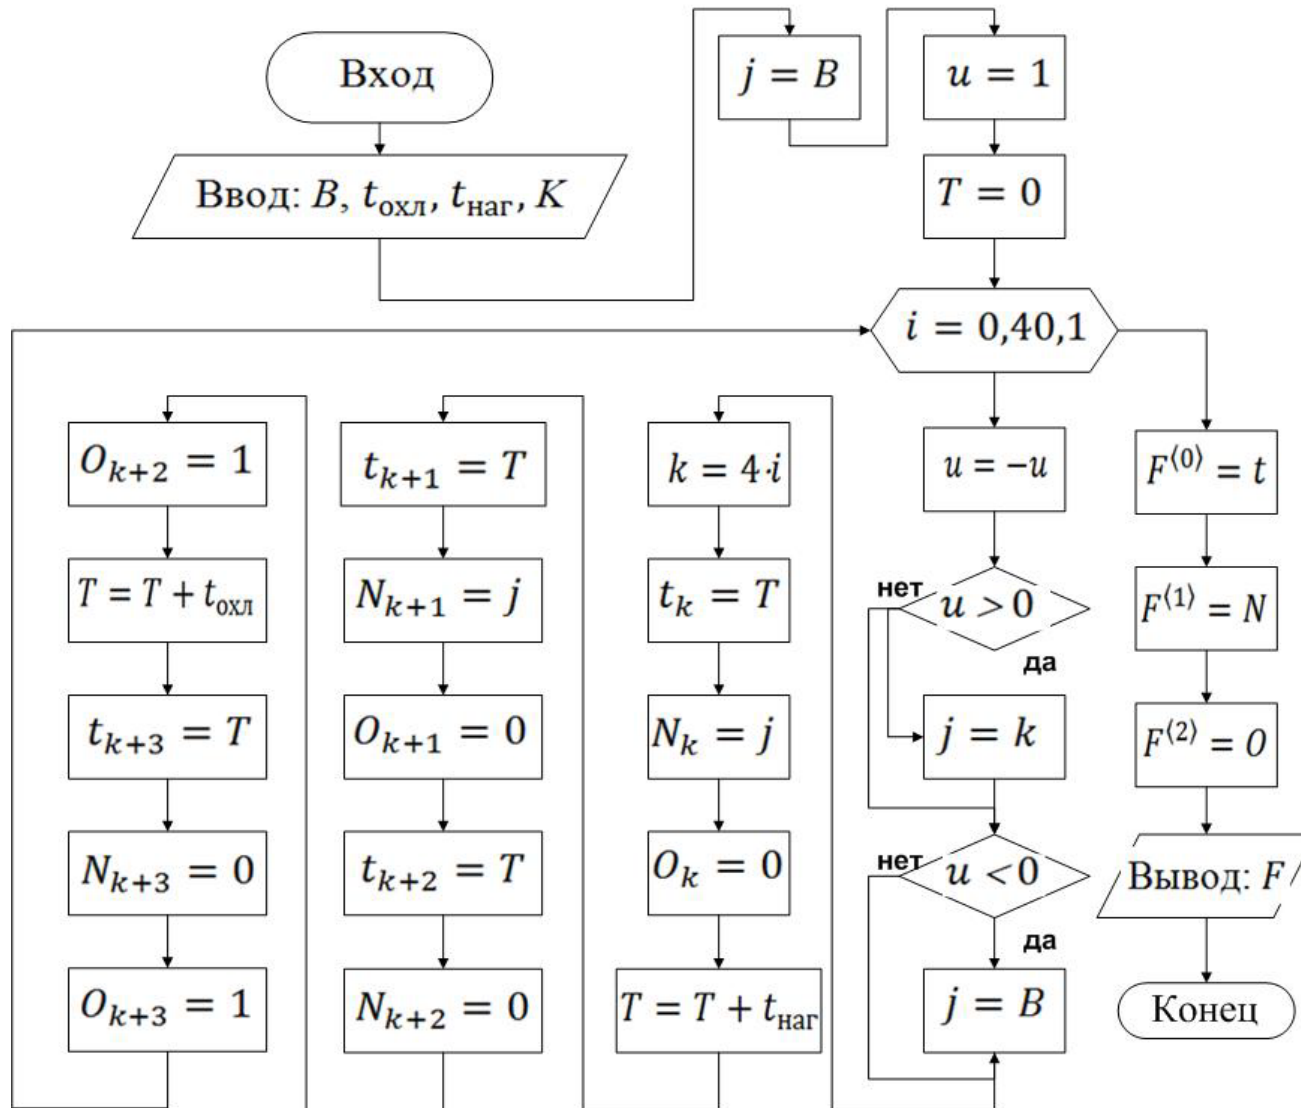 Вход
Ввод: B, tохл, tнаг, K
j = B
u = 1
T = 0
i = 0,40,1
u = −u
нет
u > 0
да
j = k
нет
u < 0
да
j = B
k = 4·i
tk = T
Nk = j
Ok = 0
T = T + tнаг
tk+1 = T
Nk+1 = j
Ok+1 = 0
tk+2 = T
Nk+2 = 0
Ok+2 = 1
T = T + tохл
tk+3 = T
Nk+3 = 0
Ok+3 = 1
F⟨0⟩ = t
F⟨1⟩ = N
F⟨2⟩ = O
Вывод: F
Конец